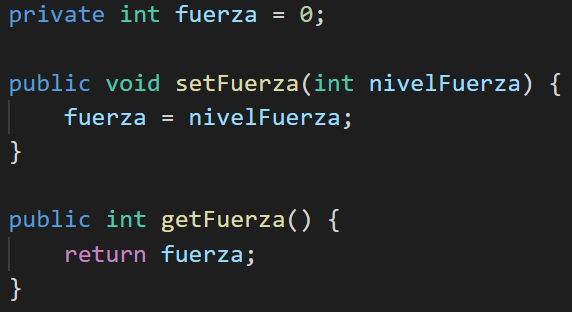 private int fuerza = 0;
public void setFuerza(int nivelFuerza) {
    fuerza = nivelFuerza;
}
public int getFuerza() {
    return fuerza;
}